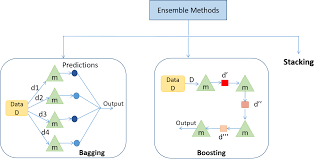 Ensemble Methods
Stacking
Predictions
d1
d2
d3
d4
Data
D
m
m
m
m
Output
Bagging
Data
D
D
m
d'
m
d''
m
d'''
m
Output
Boosting